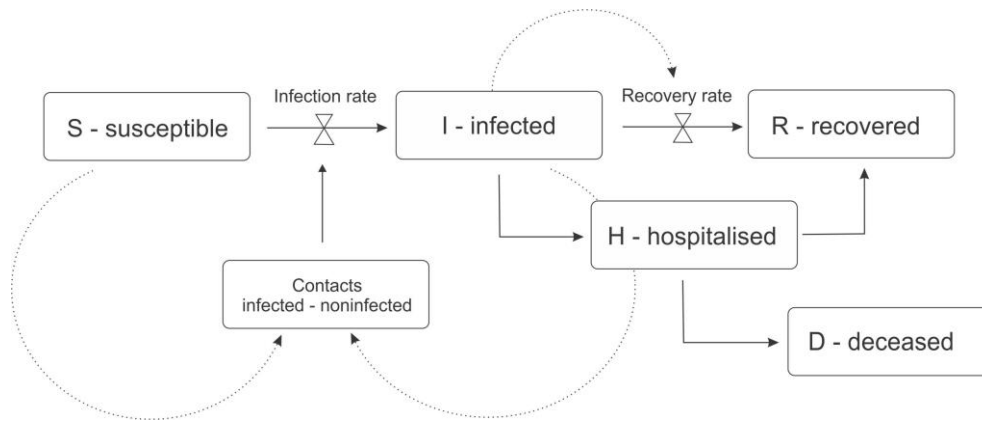 Infection rate
Recovery rate
S - susceptible
I - infected
R - recovered
H - hospitalised
Contacts
infected - noninfected
D - deceased